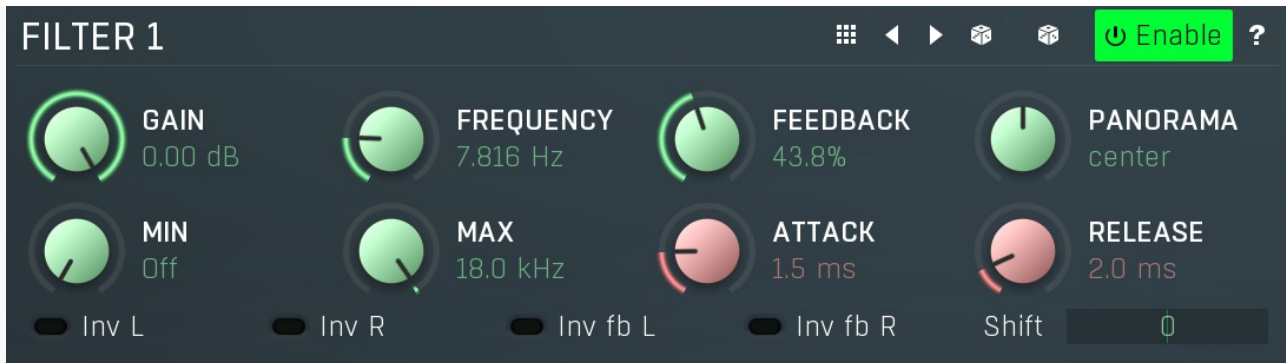 FILTER 1 Enable ?
GAIN FREQUENCY FEEDBACK PANORAMA
0.00 dB 7.816 Hz 43.8% center
MIN MAX ATTACK RELEASE
Off 18.0 kHz 1.5 ms 2.0 ms
Inv L Inv R Inv fb L Inv fb R Shift 0